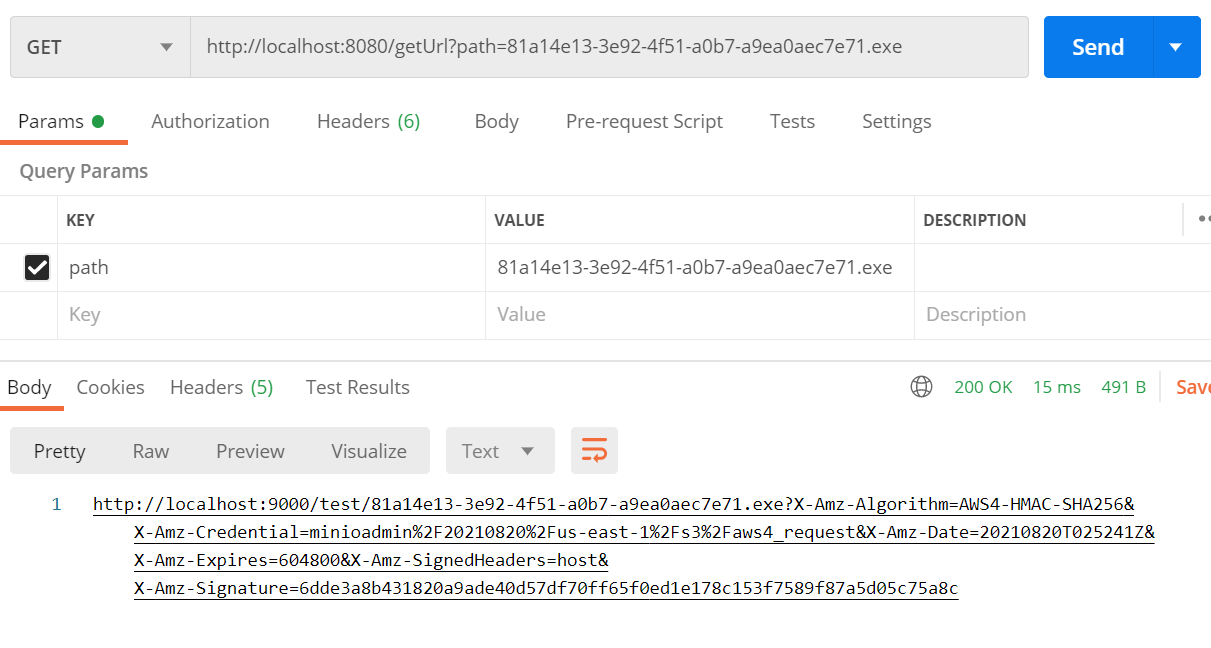 GET http://localhost:8080/getUrl?path=81a14e13-3e92-4f51-a0b7-a9ea0aec7e71.exe Send
Params Authorization Headers (6) Body Pre-request Script Tests Settings
Query Params
KEY VALUE DESCRIPTION
path 81a14e13-3e92-4f51-a0b7-a9ea0aec7e71.exe
Key Value Description
Body Cookies Headers (5) Test Results 200 OK 15 ms 491 B Save
Pretty Raw Preview Visualize Text
1 http://localhost:9000/test/81a14e13-3e92-4f51-a0b7-a9ea0aec7e71.exe?X-Amz-Algorithm=AWS4-HMAC-SHA256&
X-Amz-Credential=minioadmin%2F20210820%2Fus-east-1%2Fs3%2Faws4_request&X-Amz-Date=20210820T025241Z&
X-Amz-Expires=604800&X-Amz-SignedHeaders=host&
X-Amz-Signature=6dde3a8b431820a9ade40d57df70ff65f0ed1e178c153f7589f87a5d05c75a8c